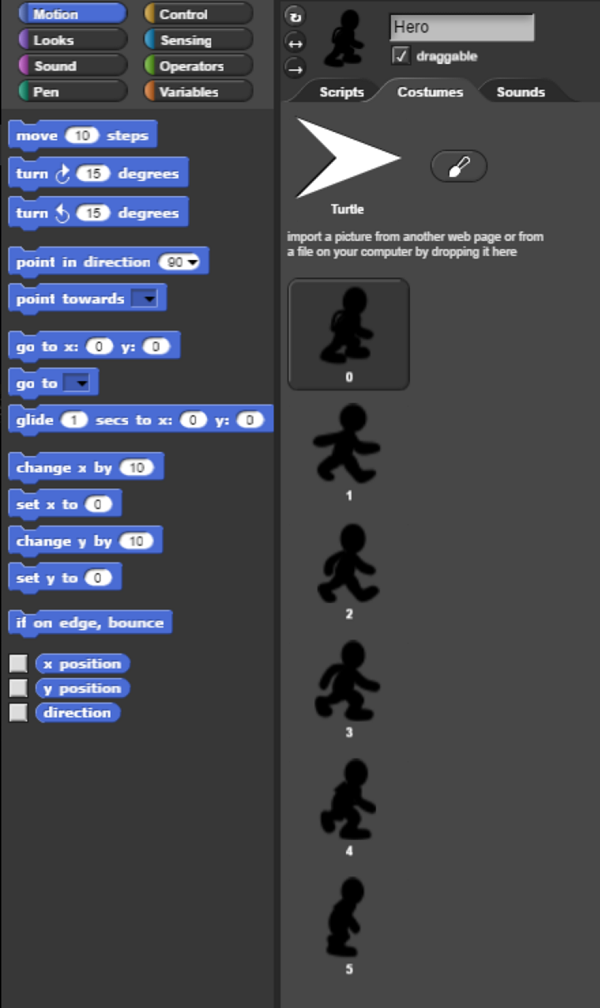 Motion
Control
Looks
Sensing
Sound
Operators
Pen
Variables
move 10 steps
turn 15 degrees
turn 15 degrees
point in direction 90
point towards
go to x: 0 y: 0
go to
glide 1 secs to x: 0 y: 0
change x by 10
set x to 0
change y by 10
set y to 0
if on edge, bounce
x position
y position
direction
Hero
draggable
Scripts
Costumes
Sounds
Turtle
import a picture from another web page or from
a file on your computer by dropping it here
0
1
2
3
4
5